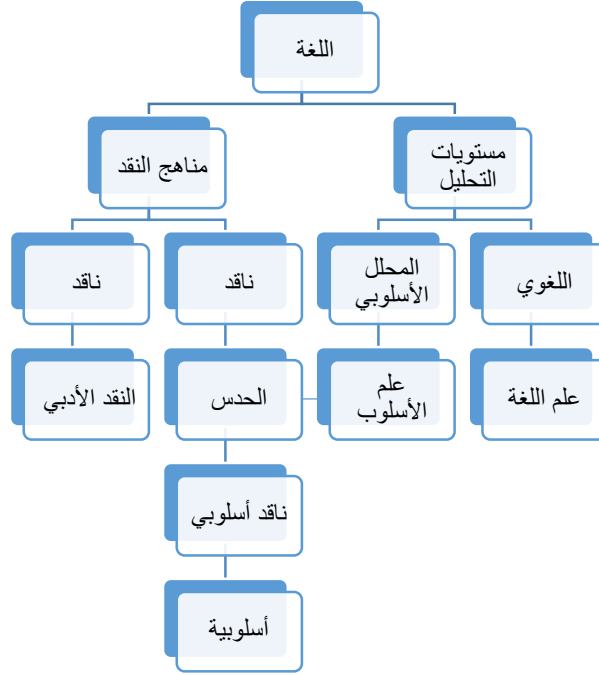 اللغة
مستويات
التحليل
مناهج النقد
اللغوي
المحلل
الأسلوبي
ناقد
ناقد
علم اللغة
علم
الأسلوب
الحدس
النقد الأدبي
ناقد أسلوبي
أسلوبية